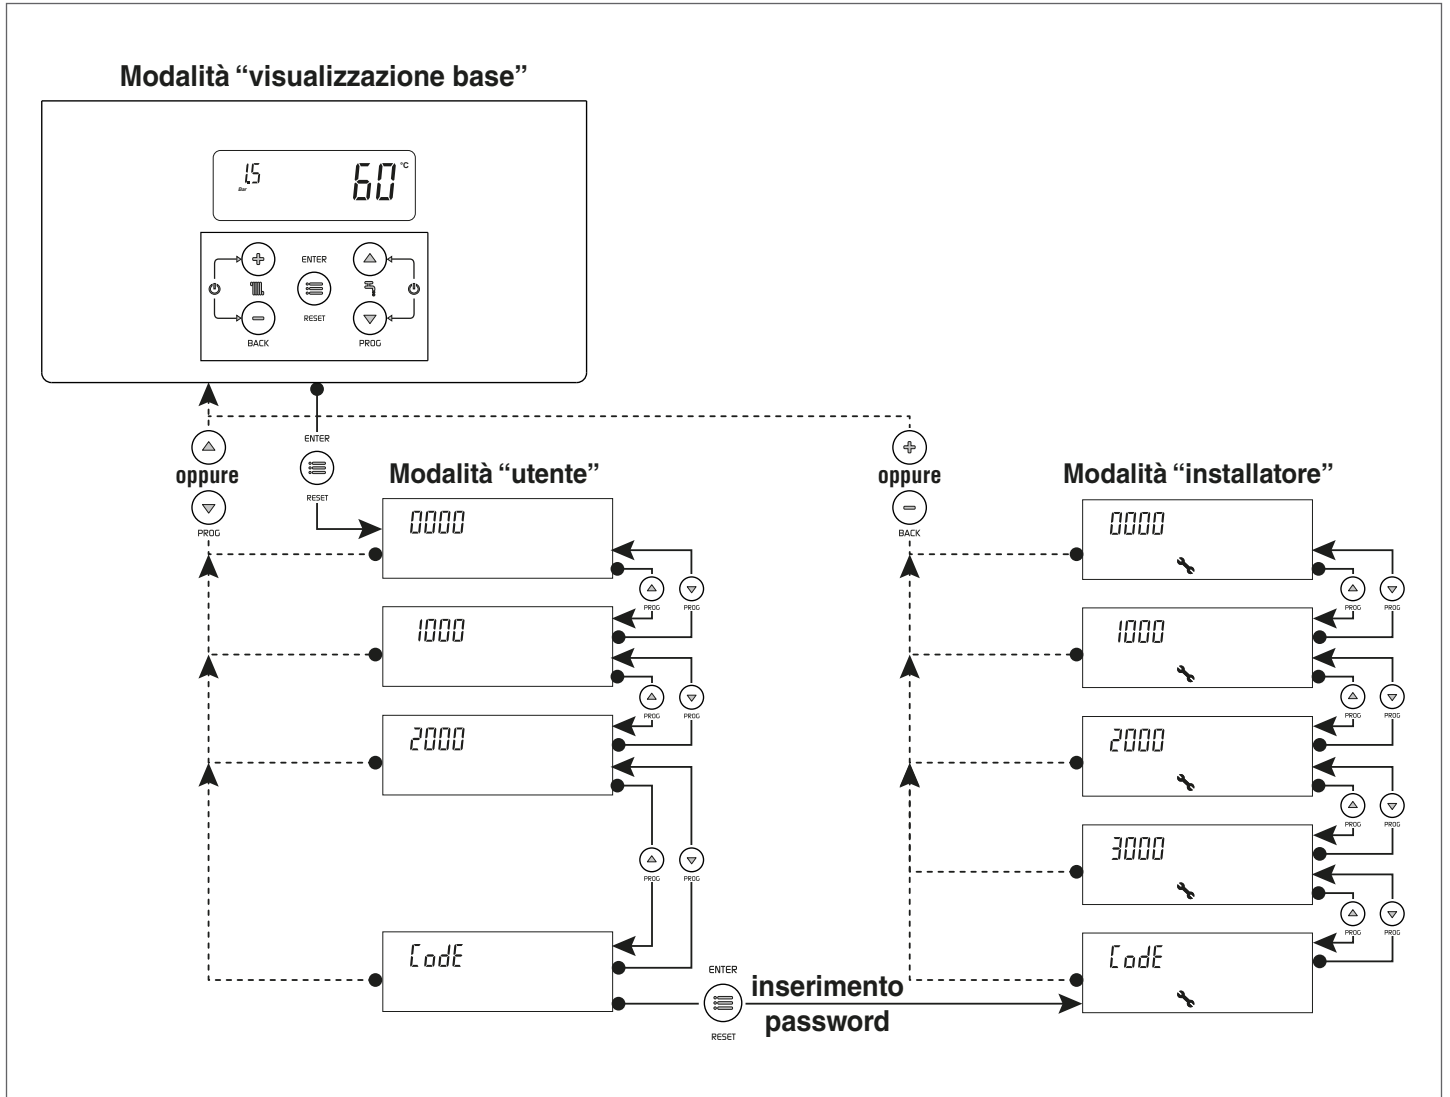 Modalità “visualizzazione base”
1.5
Bar
60 °C
ENTER
RESET
BACK
PROG
ENTER
RESET
oppure
PROG
oppure
BACK
Modalità “utente”
0000
PROG PROG
1000
PROG PROG
2000
PROG PROG
CodE
ENTER
RESET
inserimento
password
Modalità “installatore”
0000
PROG PROG
1000
PROG PROG
2000
PROG PROG
3000
PROG PROG
CodE